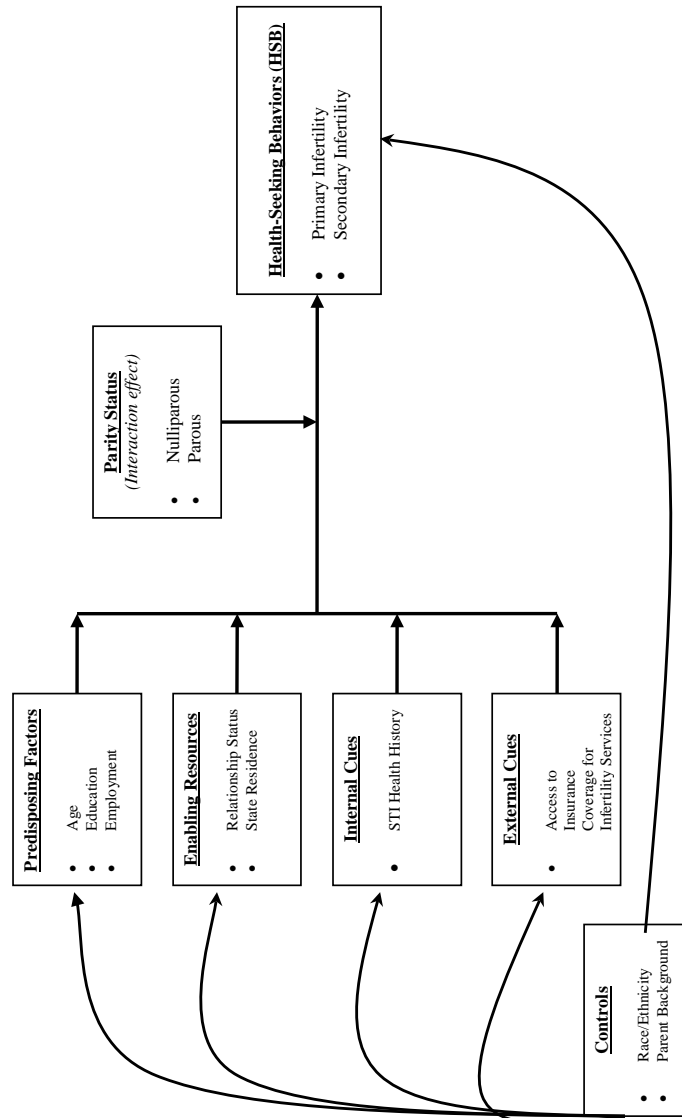 Predisposing Factors
• Age
• Education
• Employment
Enabling Resources
• Relationship Status
• State Residence
Internal Cues
• STI Health History
External Cues
• Access to
Insurance
Coverage for
Infertility Services
Controls
• Race/Ethnicity
• Parent Background
Parity Status
(Interaction effect)
• Nulliparous
• Parous
Health-Seeking Behaviors (HSB)
• Primary Infertility
• Secondary Infertility